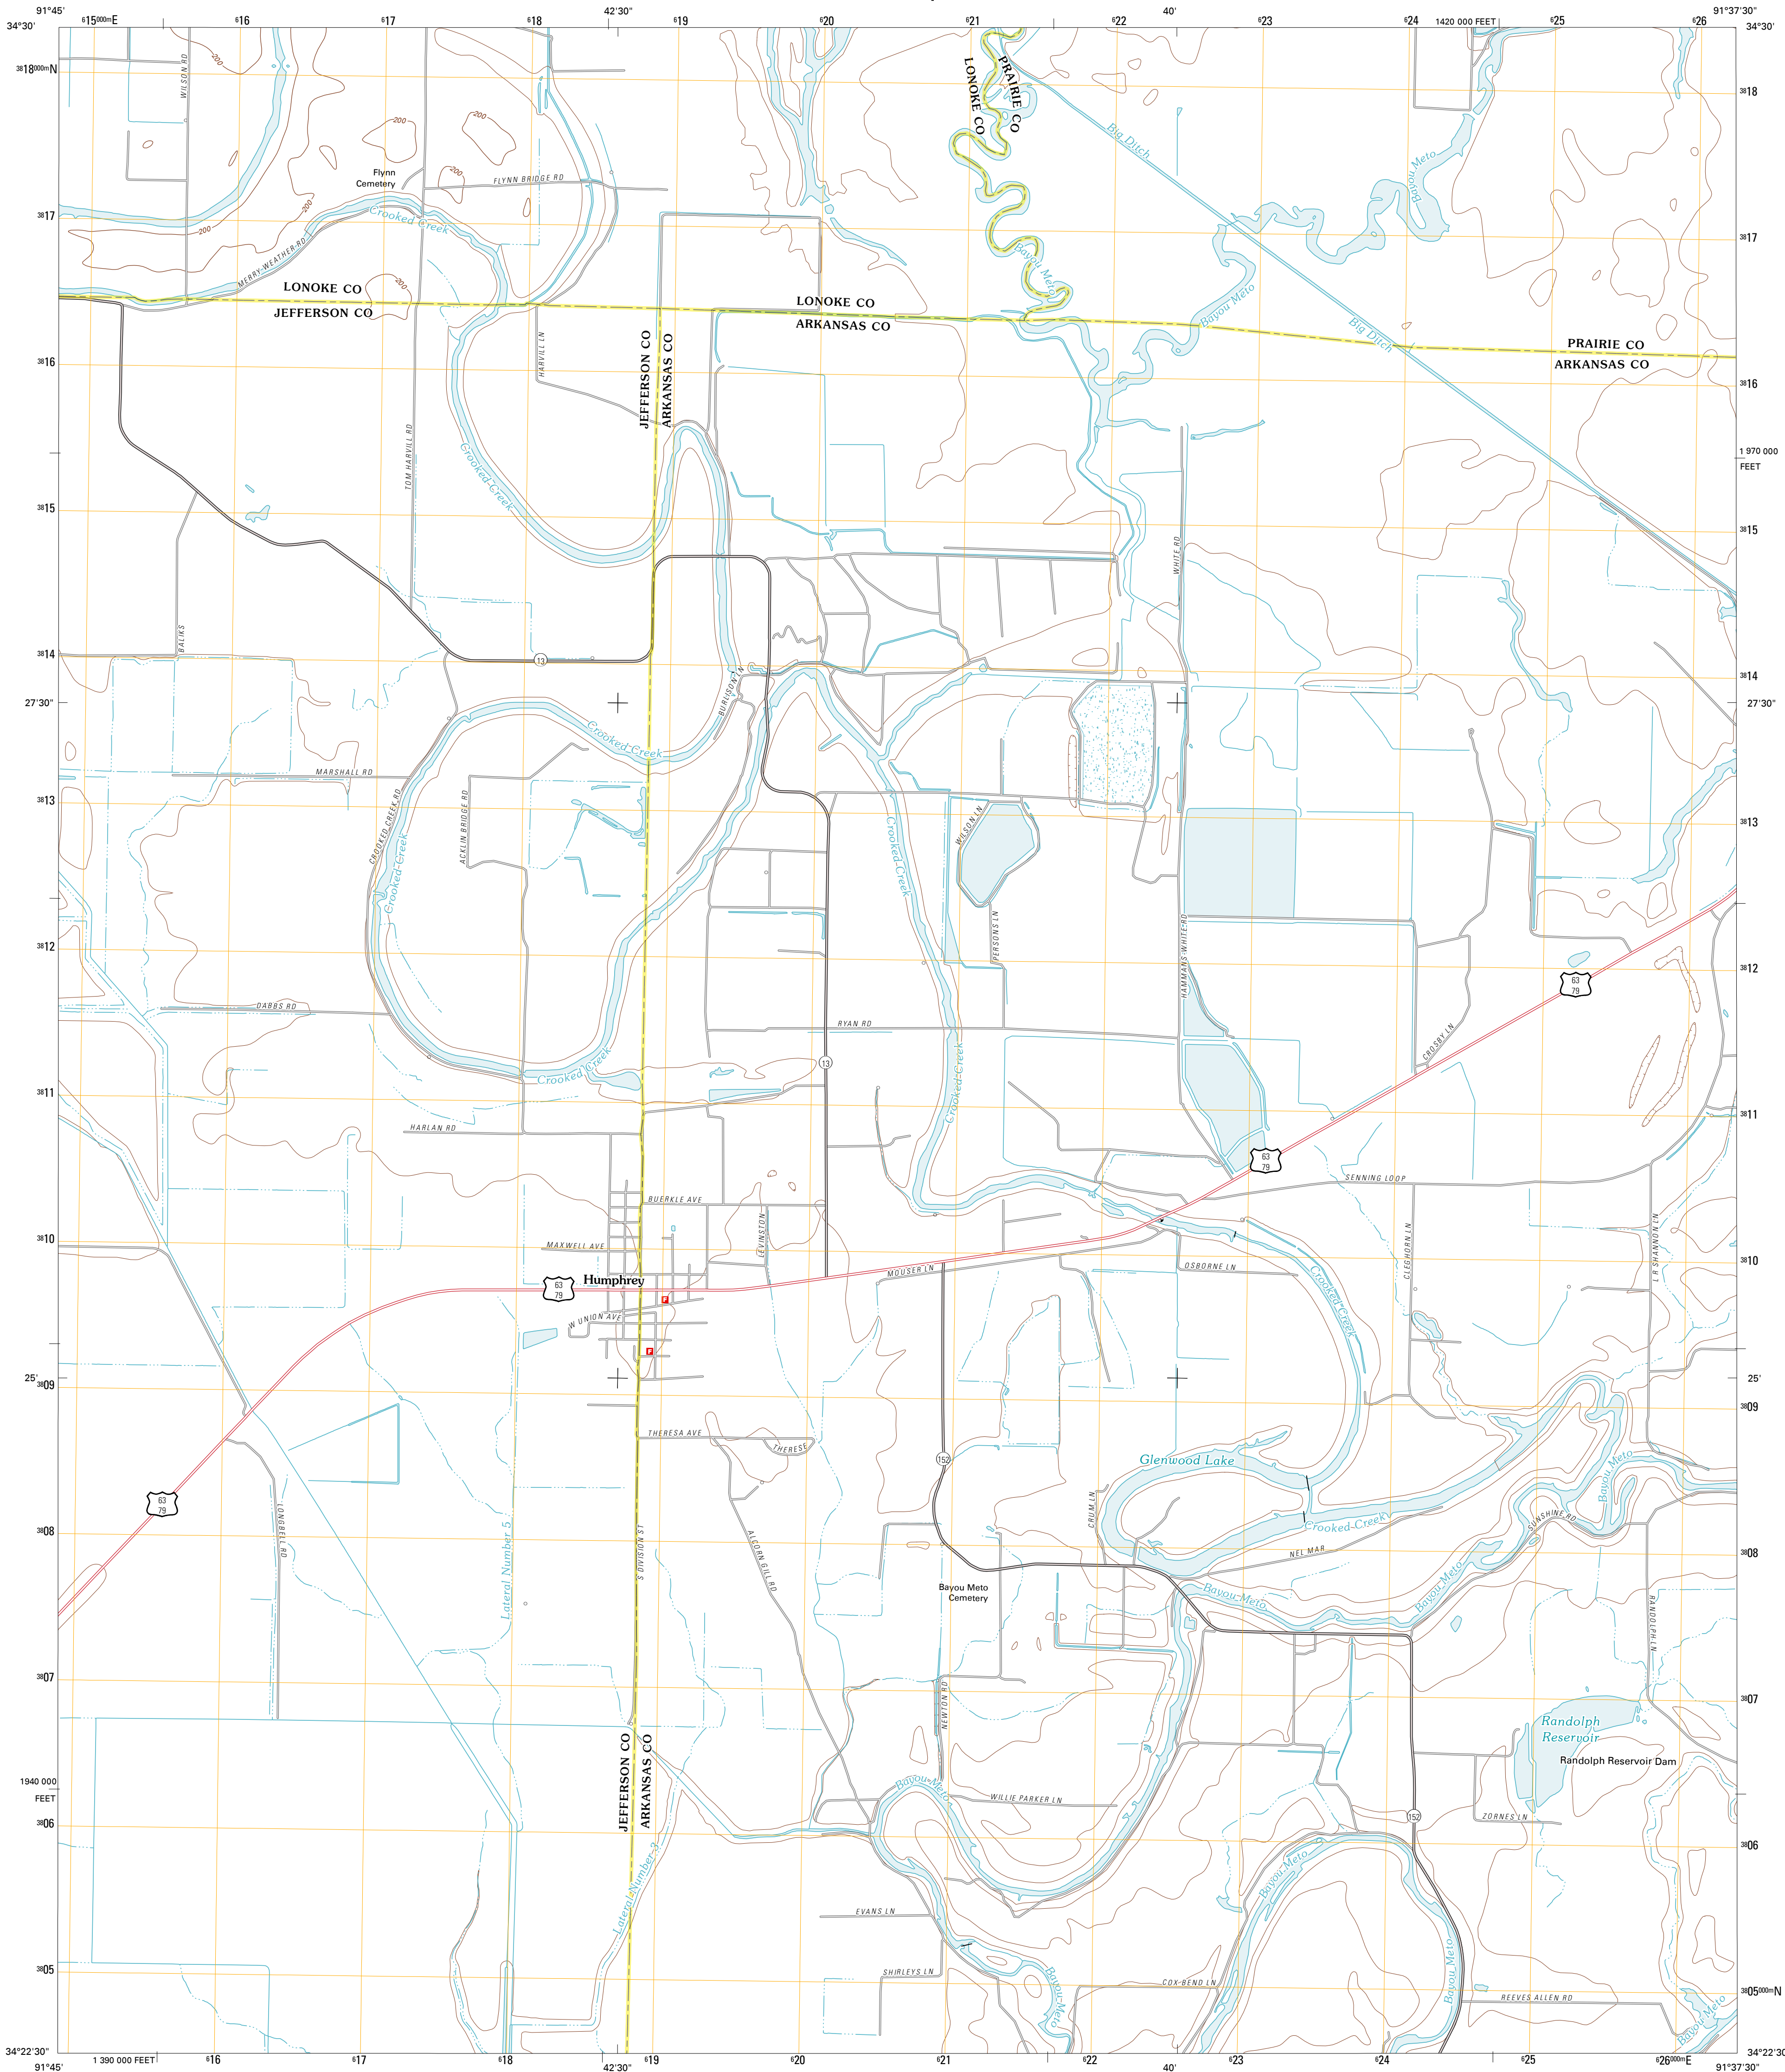 91°45'
⁶15⁰⁰⁰ᵐE
⁶16
⁶17
⁶18
42'30"
⁶19
⁶20
⁶21
⁶22
40'
⁶23
⁶24
1420 000 FEET
⁶25
⁶26
91°37'30"
34°30'
34°30'
³⁸18⁰⁰⁰ᵐN
³⁸18
WILSON RD
200
LONOKE CO
PRAIRIE CO
Big Ditch
200
200
Bayou Meto
Flynn
Cemetery
200
FLYNN BRIDGE RD
200
³⁸17
Crooked Creek
200
³⁸17
MERRY-WEATHER-RD
Bayou Meto
200
LONOKE CO
JEFFERSON CO
LONOKE CO
ARKANSAS CO
Bayou Meto
Big Ditch
PRAIRIE CO
ARKANSAS CO
HARVILL LN
JEFFERSON CO
ARKANSAS CO
³⁸16
³⁸16
TOM HARVILL RD
Crooked Creek
1 970 000
FEET
³⁸15
³⁸15
WHITE RD
BALIKS
³⁸14
13
³⁸14
BURLISON LN
27'30"
27'30"
Crooked Creek
MARSHALL RD
³⁸13
CROOKED CREEK RD
ACKLIN BRIDGE RD
WILSON LN
³⁸13
Crooked Creek
Crooked Creek
PERSONS LN
HAMMANS-WHITE-RD
³⁸12
³⁸12
63
79
DABBS RD
RYAN RD
CROSBY LN
13
Crooked Creek
Crooked Creek
³⁸11
³⁸11
HARLAN RD
63
79
SENNING LOOP
BUERKLE AVE
LEVINSTON
MAXWELL AVE
³⁸10
CLEGHORN LN
L R SHANNON LN
³⁸10
MOUSER LN
OSBORNE LN
Humphrey
63
79
Crooked Creek
F
W UNION AVE
F
25'
25'
³⁸09
³⁸09
THERESA AVE
THERESE
152
Glenwood Lake
Bayou Meto
63
79
LONGBELL RD
CRUM LN
Crooked Creek
SUNSHINE RD
³⁸08
Lateral Number 5
S DIVISION ST
ALCORN GILL RD
NEL MAR
³⁸08
Bayou Meto
Cemetery
Bayou Meto
Bayou Meto
RANDOLPH LN
³⁸07
³⁸07
NEWTON RD
Randolph
Reservoir
JEFFERSON CO
ARKANSAS CO
Randolph Reservoir Dam
1940 000
FEET
Bayou Meto
WILLIE PARKER LN
152
ZORNES LN
³⁸06
³⁸06
Lateral Number 3
Bayou Meto
EVANS LN
Bayou Meto
³⁸05
SHIRLEYS LN
Bayou Meto
COX-BEND LN
REEVES ALLEN RD
³⁸05⁰⁰⁰ᵐN
Bayou Meto
34°22'30"
34°22'30"
91°45'
1 390 000 FEET
⁶16
⁶17
⁶18
42'30"
⁶19
⁶20
⁶21
⁶22
40'
⁶23
⁶24
⁶25
⁶26⁰⁰⁰ᵐE
91°37'30"